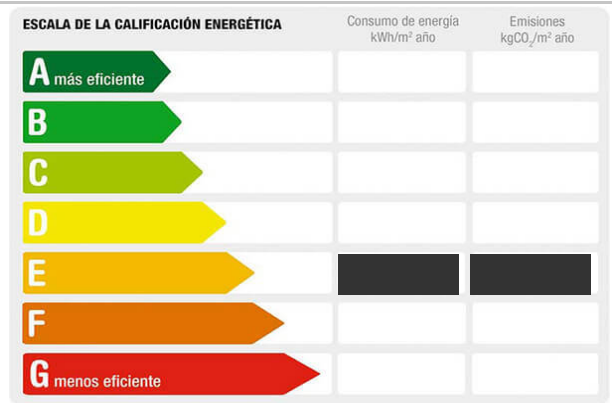 ESCALA DE LA CALIFICACIÓN ENERGÉTICA
Consumo de energía
kWh/m² año
Emisiones
kgCO₂/m² año
A más eficiente
B
C
D
E
F
G menos eficiente